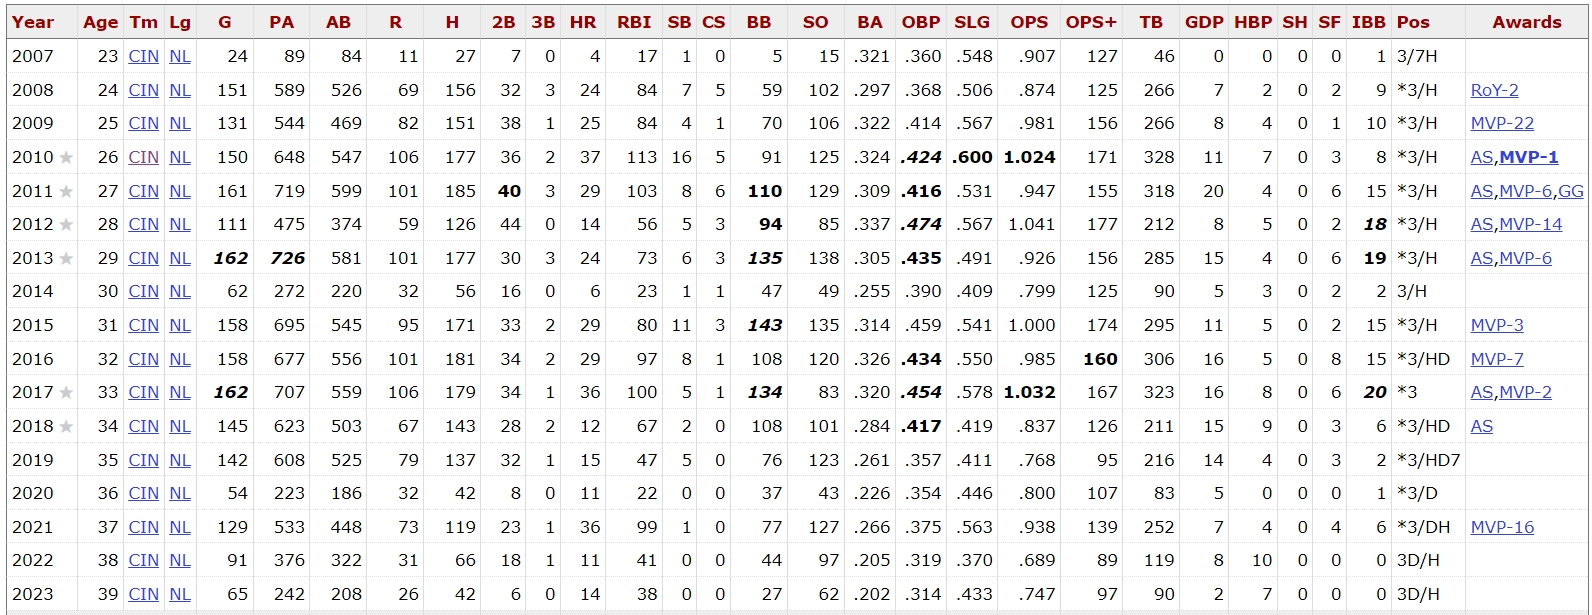 Year Age Tm Lg G PA AB R H 2B 3B HR RBI SB CS BB SO BA OBP SLG OPS OPS+ TB GDP HBP SH SF IBB Pos Awards
2007 23 CIN NL 24 89 84 11 27 7 0 4 17 1 0 5 15 .321 .360 .548 .907 127 46 0 0 0 0 1 3/7H
2008 24 CIN NL 151 589 526 69 156 32 3 24 84 7 5 59 102 .297 .368 .506 .874 125 266 7 2 0 2 9 *3/H RoY-2
2009 25 CIN NL 131 544 469 82 151 38 1 25 84 4 1 70 106 .322 .414 .567 .981 156 266 8 4 0 1 10 *3/H MVP-22
2010 ★ 26 CIN NL 150 648 547 106 177 36 2 37 113 16 5 91 125 .324 .424 .600 1.024 171 328 11 7 0 3 8 *3/H AS,MVP-1
2011 ★ 27 CIN NL 161 719 599 101 185 40 3 29 103 8 6 110 129 .309 .416 .531 .947 155 318 20 4 0 6 15 *3/H AS,MVP-6,GG
2012 ★ 28 CIN NL 111 475 374 59 126 44 0 14 56 5 3 94 85 .337 .474 .567 1.041 177 212 8 5 0 2 18 *3/H AS,MVP-14
2013 ★ 29 CIN NL 162 726 581 101 177 30 3 24 73 6 3 135 138 .305 .435 .491 .926 156 285 15 4 0 6 19 *3/H AS,MVP-6
2014 30 CIN NL 62 272 220 32 56 16 0 6 23 1 1 47 49 .255 .390 .409 .799 125 90 5 3 0 2 2 3/H
2015 31 CIN NL 158 695 545 95 171 33 2 29 80 11 3 143 135 .314 .459 .541 1.000 174 295 11 5 0 2 15 *3/H MVP-3
2016 32 CIN NL 158 677 556 101 181 34 2 29 97 8 1 108 120 .326 .434 .550 .985 160 306 16 5 0 8 15 *3/HD MVP-7
2017 ★ 33 CIN NL 162 707 559 106 179 34 1 36 100 5 1 134 83 .320 .454 .578 1.032 167 323 16 8 0 6 20 *3 AS,MVP-2
2018 ★ 34 CIN NL 145 623 503 67 143 28 2 12 67 2 0 108 101 .284 .417 .419 .837 126 211 15 9 0 3 6 *3/HD AS
2019 35 CIN NL 142 608 525 79 137 32 1 15 47 5 0 76 123 .261 .357 .411 .768 95 216 14 4 0 3 2 *3/HD7
2020 36 CIN NL 54 223 186 32 42 8 0 11 22 0 0 37 43 .226 .354 .446 .800 107 83 5 0 0 0 1 *3/D
2021 37 CIN NL 129 533 448 73 119 23 1 36 99 1 0 77 127 .266 .375 .563 .938 139 252 7 4 0 4 6 *3/DH MVP-16
2022 38 CIN NL 91 376 322 31 66 18 1 11 41 0 0 44 97 .205 .319 .370 .689 89 119 8 10 0 0 0 3D/H
2023 39 CIN NL 65 242 208 26 42 6 0 14 38 0 0 27 62 .202 .314 .433 .747 97 90 2 7 0 0 0 3D/H